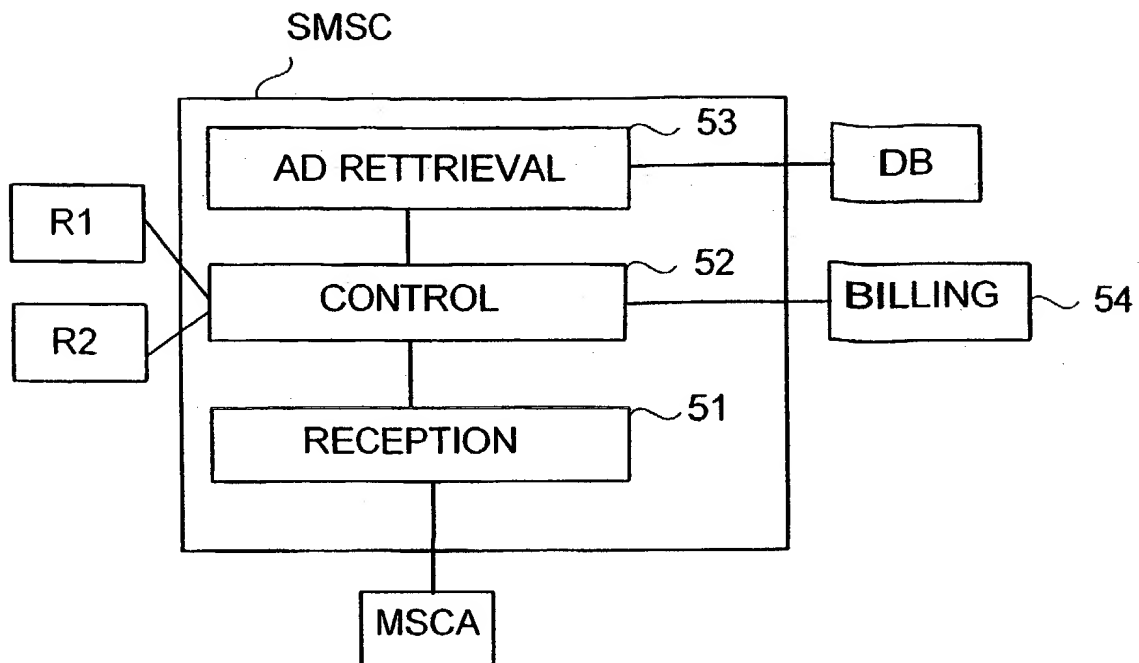 SMSC
53
AD RETTRIEVAL
DB
R1
52
CONTROL
BILLING
54
R2
51
RECEPTION
MSCA